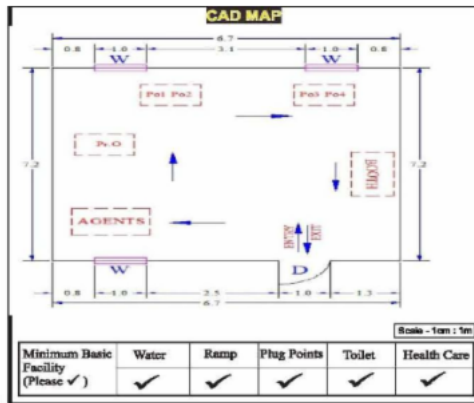 CAD MAP
6.7
0.8 1.0 3.1 1.0 0.8
W W
Po1 Po2 Po3 Po4
7.2 7.2
Pr.O
BOOTH
AGENTS
ENTRY EXIT
W D
0.8 1.0 2.5 1.0 1.3
6.7
Scale - 1cm : 1m
Minimum Basic Facility (Please ✓) Water Ramp Plug Points Toilet Health Care
✓ ✓ ✓ ✓ ✓